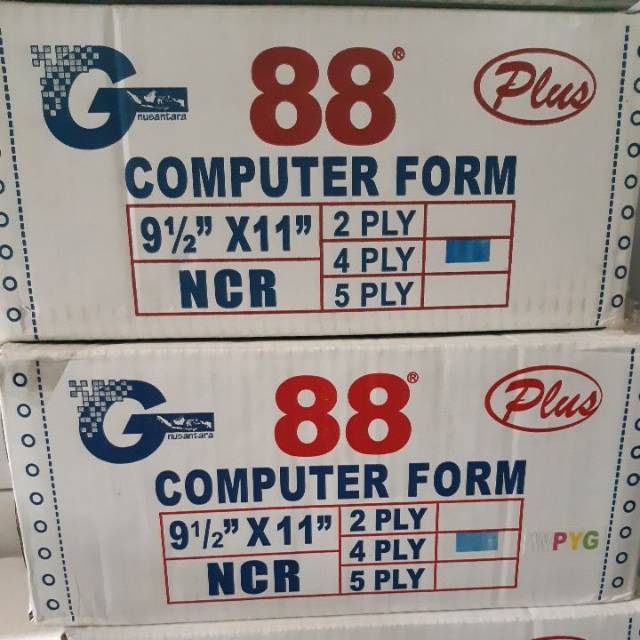 G nusantara
88®
Plus
COMPUTER FORM
9½” X11”
NCR
2 PLY
4 PLY
5 PLY
G nusantara
88®
Plus
COMPUTER FORM
9½” X11”
NCR
2 PLY
4 PLY
5 PLY
WPYG